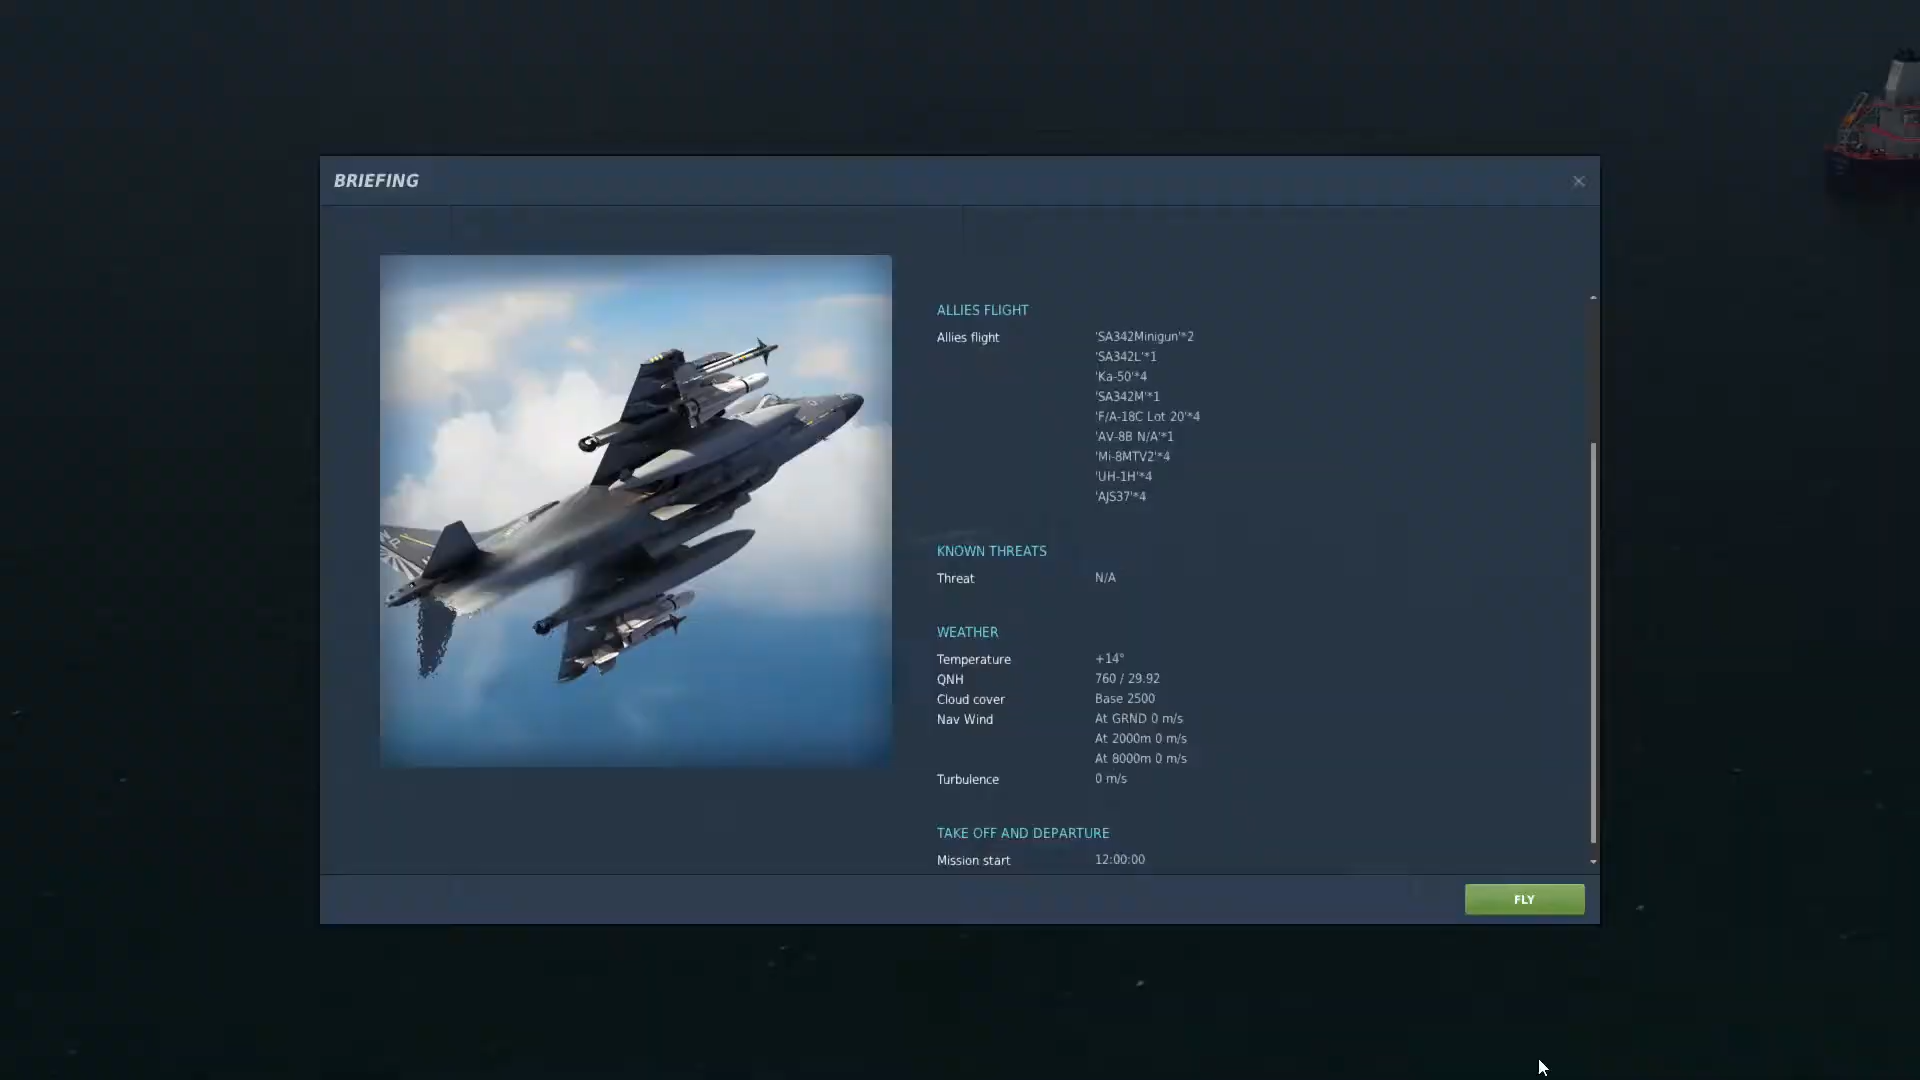 BRIEFING
ALLIES FLIGHT
Allies flight 'SA342Minigun'*2
'SA342L'*1
'Ka-50'*4
'SA342M'*1
'F/A-18C Lot 20'*4
'AV-8B N/A'*1
'Mi-8MTV2'*4
'UH-1H'*4
'AJS37'*4
KNOWN THREATS
Threat N/A
WEATHER
Temperature +14°
QNH 760 / 29.92
Cloud cover Base 2500
Nav Wind At GRND 0 m/s
At 2000m 0 m/s
At 8000m 0 m/s
Turbulence 0 m/s
TAKE OFF AND DEPARTURE
Mission start 12:00:00
FLY